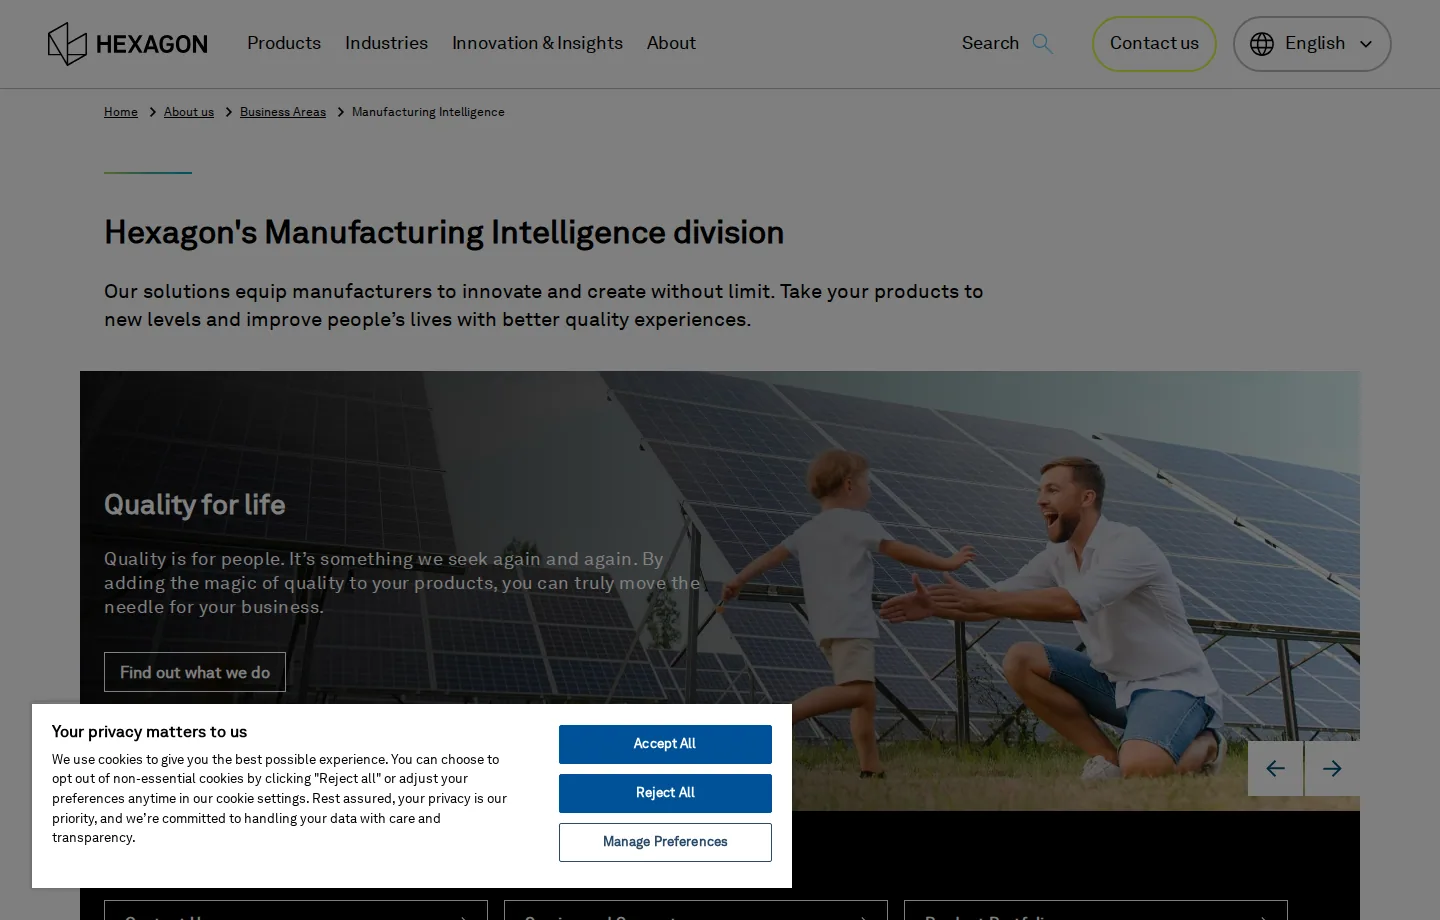 HEXAGON
Products
Industries
Innovation & Insights
About
Search
Contact us
English
Home
About us
Business Areas
Manufacturing Intelligence
Hexagon's Manufacturing Intelligence division
Our solutions equip manufacturers to innovate and create without limit. Take your products to
new levels and improve people’s lives with better quality experiences.
Quality for life
Quality is for people. It’s something we seek again and again. By
adding the magic of quality to your products, you can truly move the
needle for your business.
Find out what we do
Your privacy matters to us
We use cookies to give you the best possible experience. You can choose to
opt out of non-essential cookies by clicking "Reject all" or adjust your
preferences anytime in our cookie settings. Rest assured, your privacy is our
priority, and we’re committed to handling your data with care and
transparency.
Accept All
Reject All
Manage Preferences